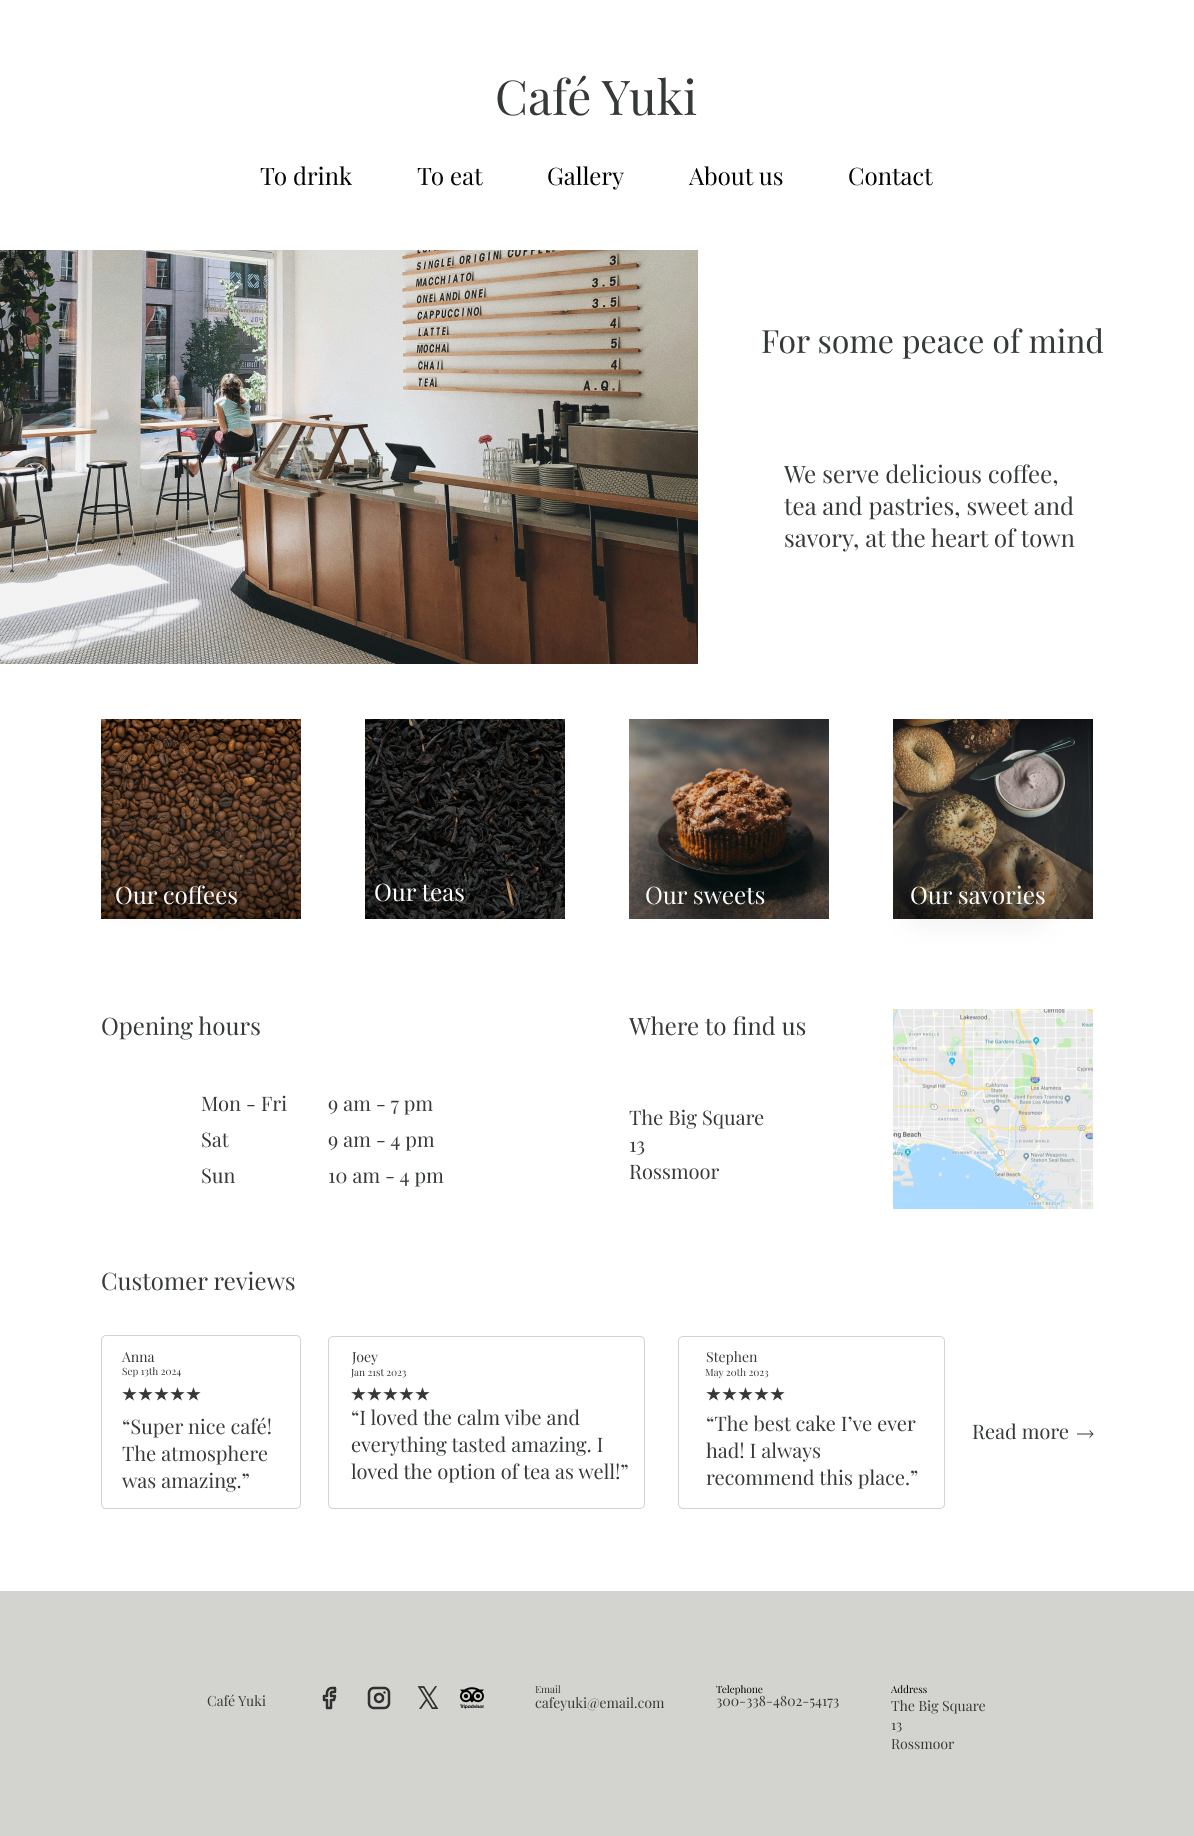 Café Yuki
To drink
To eat
Gallery
About us
Contact
SINGLE ORIGIN COFFEE
3
MACCHIATO
3.5
ONE AND ONE
3.5
CAPPUCCINO
4
LATTE
5
MOCHA
4
CHAI
A.Q.
TEA
For some peace of mind
We serve delicious coffee,
tea and pastries, sweet and
savory, at the heart of town
Our coffees
Our teas
Our sweets
Our savories
Opening hours
Mon - Fri 9 am - 7 pm
Sat 9 am - 4 pm
Sun 10 am - 4 pm
Where to find us
The Big Square
13
Rossmoor
Cerritos
Lakewood
The Gardens Casino
LGB
Signal Hill
California
State
University
Long Beach
Los Alamitos
Joint Forces Training
Base Los Alamitos
Rossmoor
ng Beach
Naval Weapons
Station Seal Beach
Seal Beach
Customer reviews
Anna
Sep 13th 2024
★★★★★
“Super nice café!
The atmosphere
was amazing.”
Joey
Jan 21st 2023
★★★★★
“I loved the calm vibe and
everything tasted amazing. I
loved the option of tea as well!”
Stephen
May 20th 2023
★★★★★
“The best cake I’ve ever
had! I always
recommend this place.”
Read more →
Café Yuki
Tripadvisor
Email
cafeyuki@email.com
Telephone
300-338-4802-54173
Address
The Big Square
13
Rossmoor